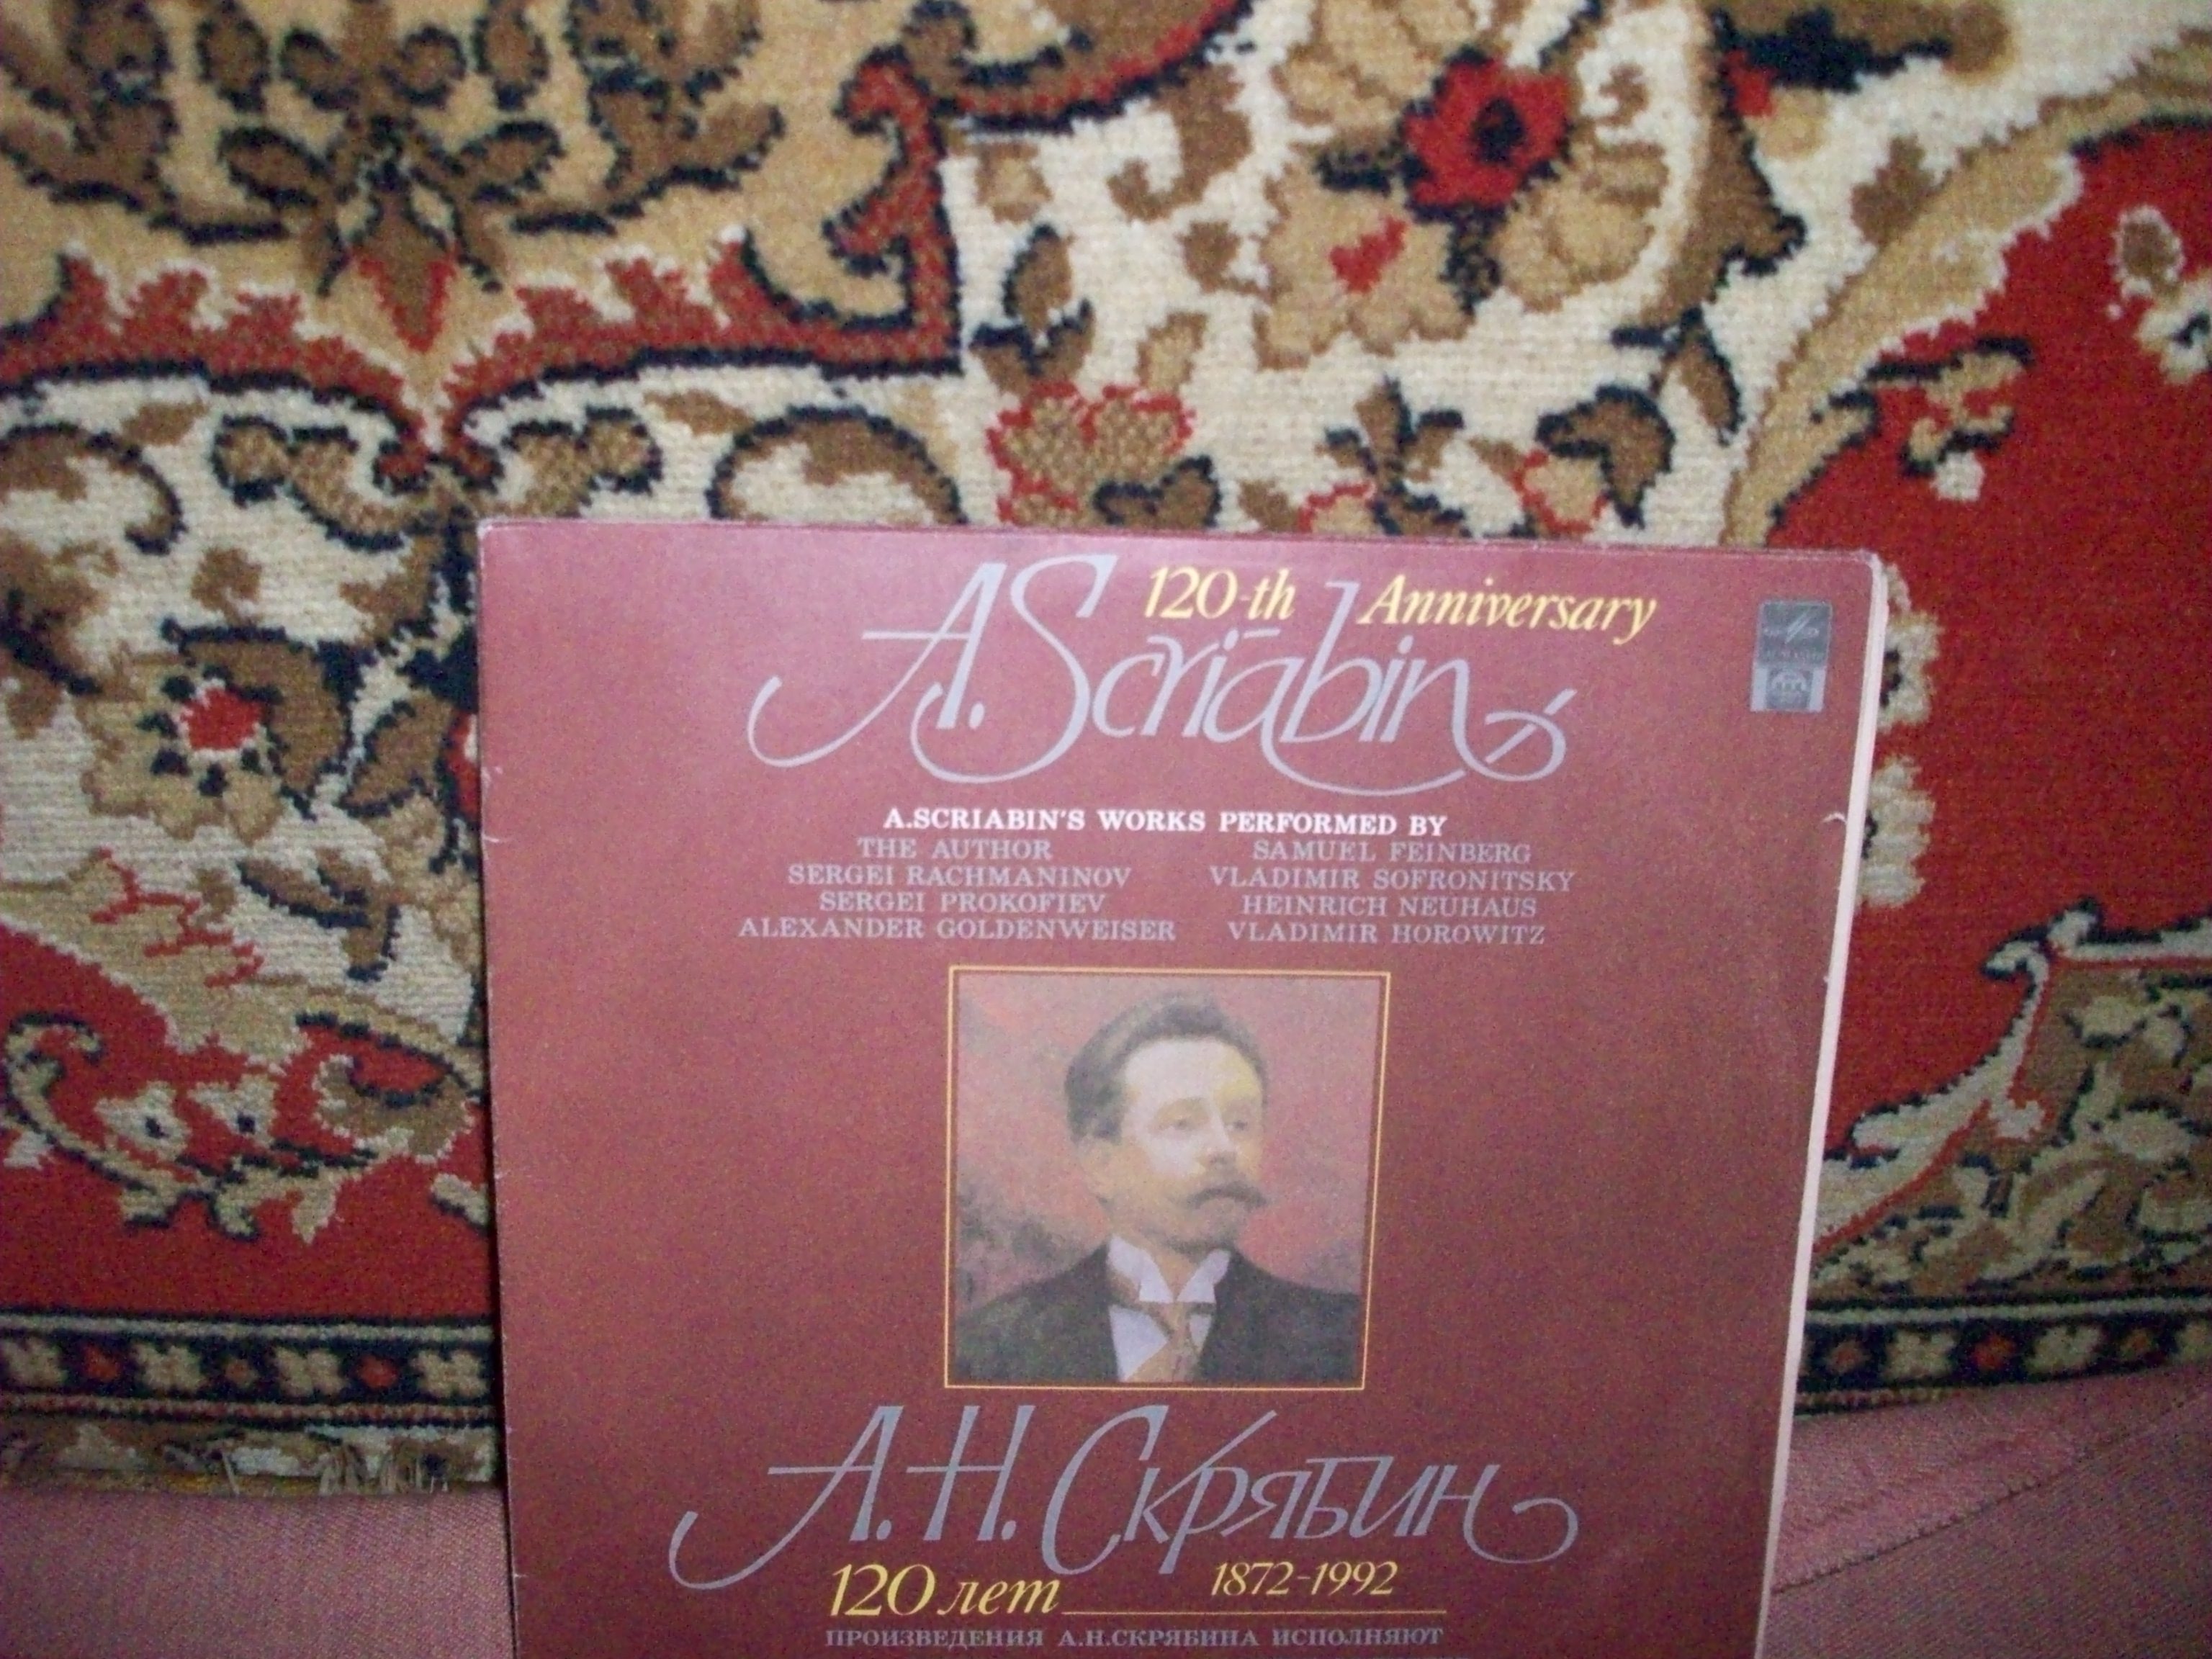 120-th Anniversary
A. Scriabin
A.SCRIABIN'S WORKS PERFORMED BY
THE AUTHOR SAMUEL FEINBERG
SERGEI RACHMANINOV VLADIMIR SOFRONITSKY
SERGEI PROKOFIEV HEINRICH NEUHAUS
ALEXANDER GOLDENWEISER VLADIMIR HOROWITZ
А.Н. Скрябин
120 лет 1872-1992
ПРОИЗВЕДЕНИЯ А.Н.СКРЯБИНА ИСПОЛНЯЮТ